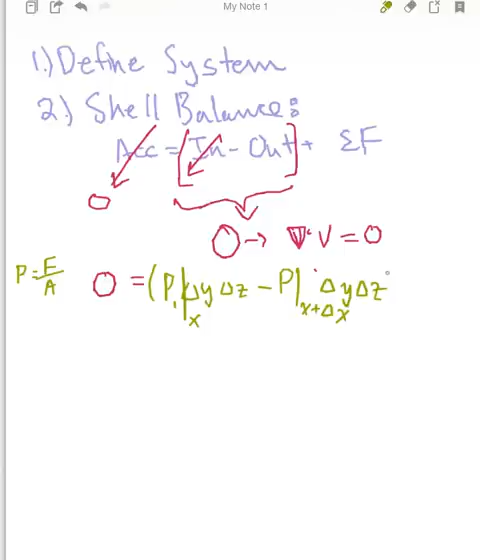 My Note 1
1.) Define System
2.) Shell Balance:
Acc = [In - Out] + ΣF
0
0 → ∇·V = 0
P = F/A
0 = (P|x ΔyΔz - P|x+Δx ΔyΔz